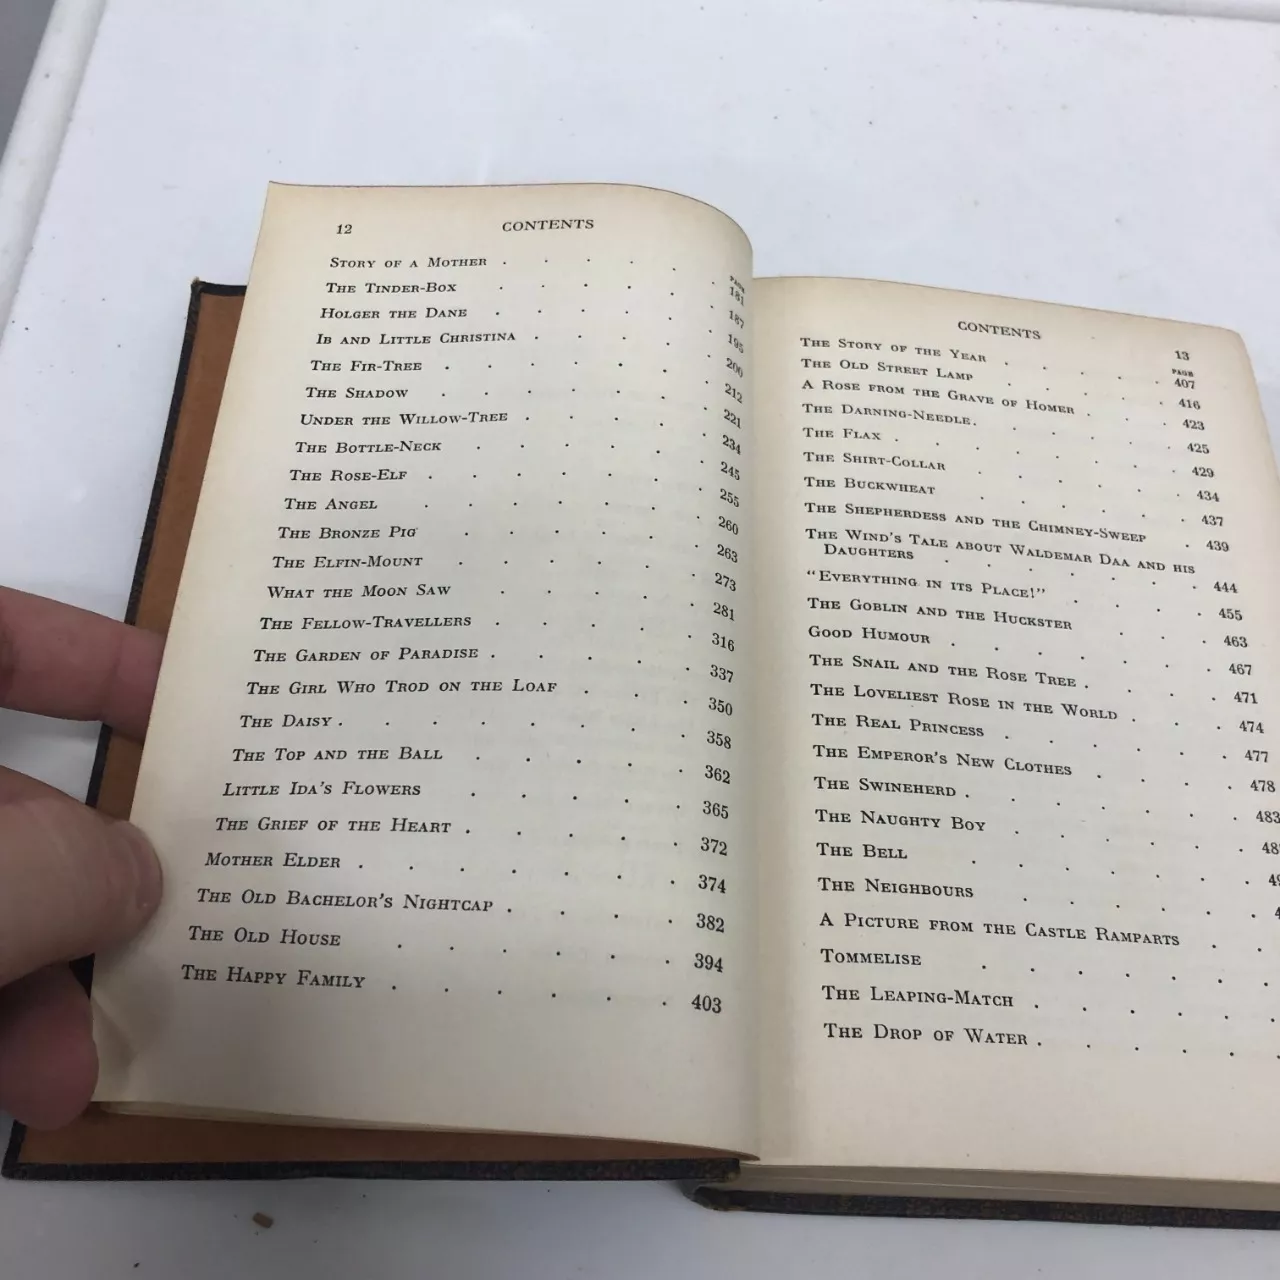 12 CONTENTS
PAGE
Story of a Mother . . . . . . 181
The Tinder-Box . . . . . . 187
Holger the Dane . . . . . . 195
Ib and Little Christina . . . . . 200
The Fir-Tree . . . . . . 212
The Shadow . . . . . . 221
Under the Willow-Tree . . . . . 234
The Bottle-Neck . . . . . . 245
The Rose-Elf . . . . . . 255
The Angel . . . . . . 260
The Bronze Pig . . . . . . 263
The Elfin-Mount . . . . . . 273
What the Moon Saw . . . . . 281
The Fellow-Travellers . . . . . 316
The Garden of Paradise . . . . . 337
The Girl Who Trod on the Loaf . . . . 350
The Daisy . . . . . . . 358
The Top and the Ball . . . . . 362
Little Ida's Flowers . . . . . 365
The Grief of the Heart . . . . . 372
Mother Elder . . . . . . . 374
The Old Bachelor's Nightcap . . . . 382
The Old House . . . . . . 394
The Happy Family . . . . . . 403
CONTENTS 13
PAGE
The Story of the Year . . . . . 407
The Old Street Lamp . . . . . 416
A Rose from the Grave of Homer . . . 423
The Darning-Needle . . . . . 425
The Flax . . . . . . . 429
The Shirt-Collar . . . . . . 434
The Buckwheat . . . . . . 437
The Shepherdess and the Chimney-Sweep . 439
The Wind's Tale about Waldemar Daa and his
Daughters . . . . . . 444
"Everything in its Place!" . . . . 455
The Goblin and the Huckster . . . 463
Good Humour . . . . . . 467
The Snail and the Rose Tree . . . . 471
The Loveliest Rose in the World . . . 474
The Real Princess . . . . . 477
The Emperor's New Clothes . . . . 478
The Swineherd . . . . . . 483
The Naughty Boy . . . . .
The Bell . . . . . . .
The Neighbours . . . . . .
A Picture from the Castle Ramparts . .
Tommelise . . . . . . .
The Leaping-Match . . . . . .
The Drop of Water . . . . .